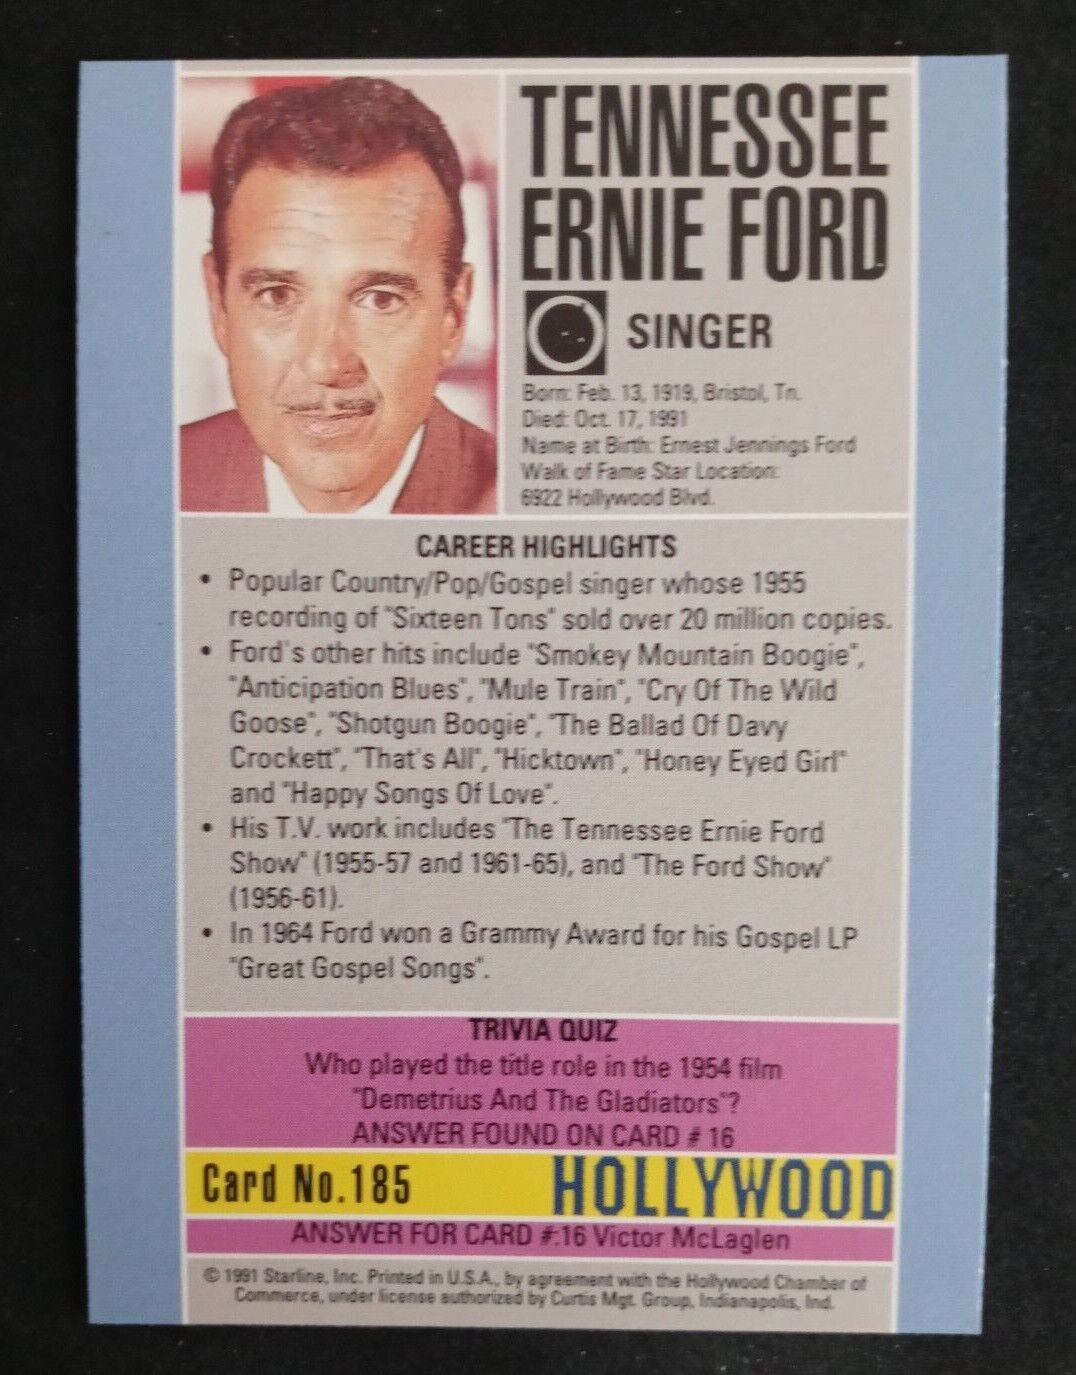 TENNESSEE
ERNIE FORD
SINGER
Born: Feb. 13, 1919, Bristol, Tn.
Died: Oct. 17, 1991
Name at Birth: Ernest Jennings Ford
Walk of Fame Star Location:
6922 Hollywood Blvd.
CAREER HIGHLIGHTS
• Popular Country/Pop/Gospel singer whose 1955
recording of "Sixteen Tons" sold over 20 million copies.
• Ford's other hits include "Smokey Mountain Boogie",
"Anticipation Blues", "Mule Train", "Cry Of The Wild
Goose", "Shotgun Boogie", "The Ballad Of Davy
Crockett", "That's All", "Hicktown", "Honey Eyed Girl"
and "Happy Songs Of Love".
• His T.V. work includes "The Tennessee Ernie Ford
Show" (1955-57 and 1961-65), and "The Ford Show"
(1956-61).
• In 1964 Ford won a Grammy Award for his Gospel LP
"Great Gospel Songs".
TRIVIA QUIZ
Who played the title role in the 1954 film
"Demetrius And The Gladiators"?
ANSWER FOUND ON CARD # 16
Card No.185 HOLLYWOOD
ANSWER FOR CARD #:16 Victor McLaglen
© 1991 Starline, Inc. Printed in U.S.A., by agreement with the Hollywood Chamber of
Commerce, under license authorized by Curtis Mgt. Group, Indianapolis, Ind.